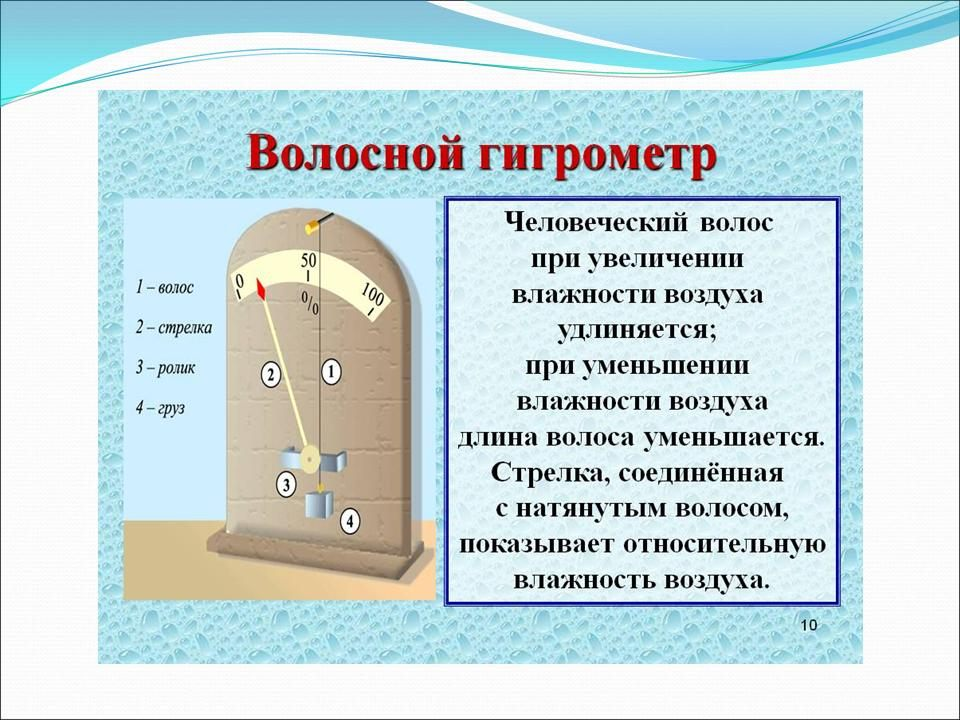 Волосной гигрометр
0
50
100
0/0
1 – волос
2 – стрелка
3 – ролик
4 – груз
2
1
3
4
Человеческий волос
при увеличении
влажности воздуха
удлиняется;
при уменьшении
влажности воздуха
длина волоса уменьшается.
Стрелка, соединённая
с натянутым волосом,
показывает относительную
влажность воздуха.
10